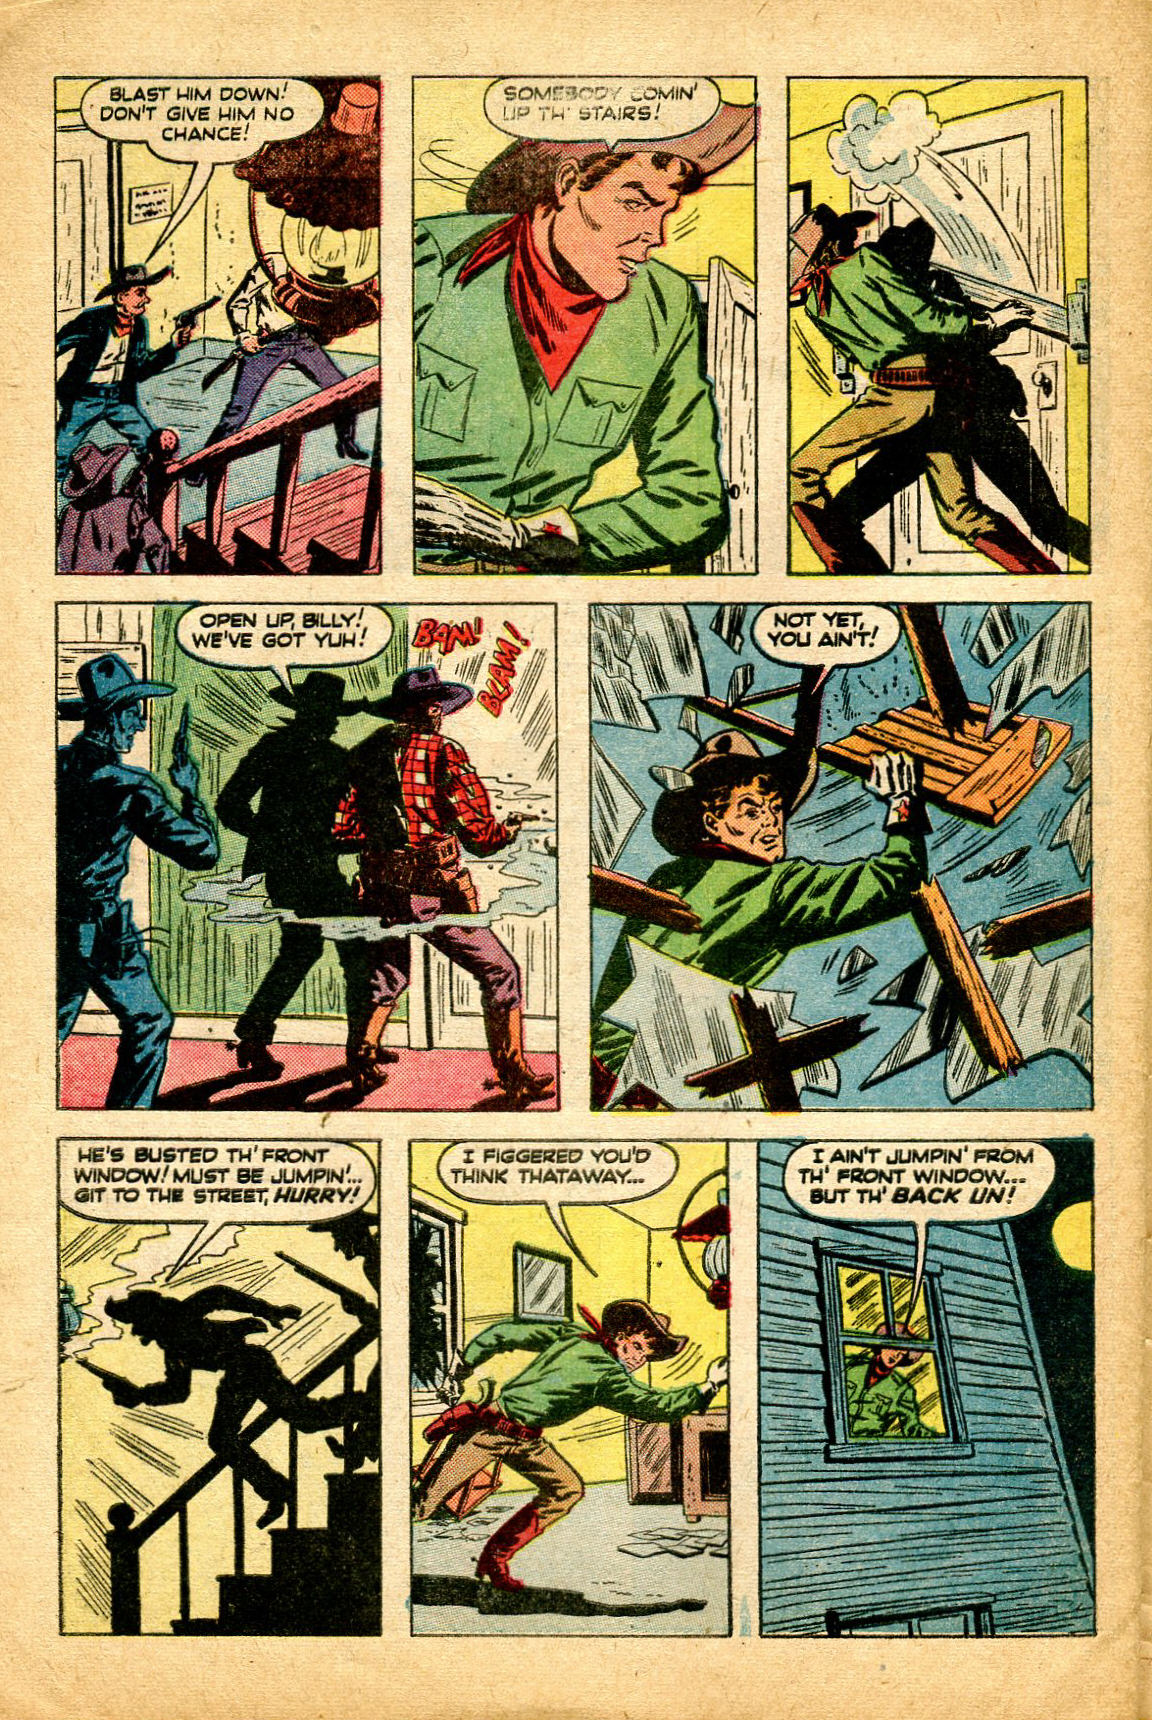 BLAST HIM DOWN!
DON'T GIVE HIM NO
CHANCE!
SOMEBODY COMIN'
UP TH' STAIRS!
OPEN UP, BILLY!
WE'VE GOT YUH!
BAM!
BLAM!
NOT YET,
YOU AIN'T!
HE'S BUSTED TH' FRONT
WINDOW! MUST BE JUMPIN'...
GIT TO THE STREET, HURRY!
I FIGGERED YOU'D
THINK THATAWAY...
I AIN'T JUMPIN' FROM
TH' FRONT WINDOW...
BUT TH' BACK UN!